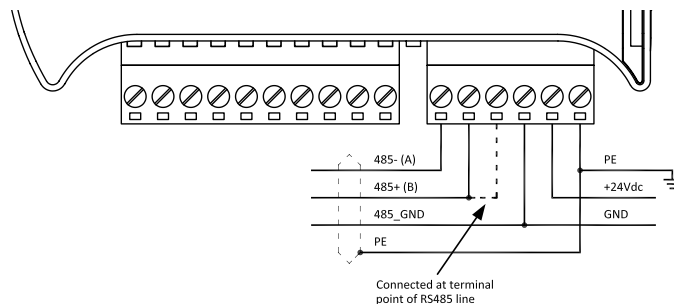 485- (A)
PE
485+ (B)
+24Vdc
485_GND
GND
PE
Connected at terminal
point of RS485 line